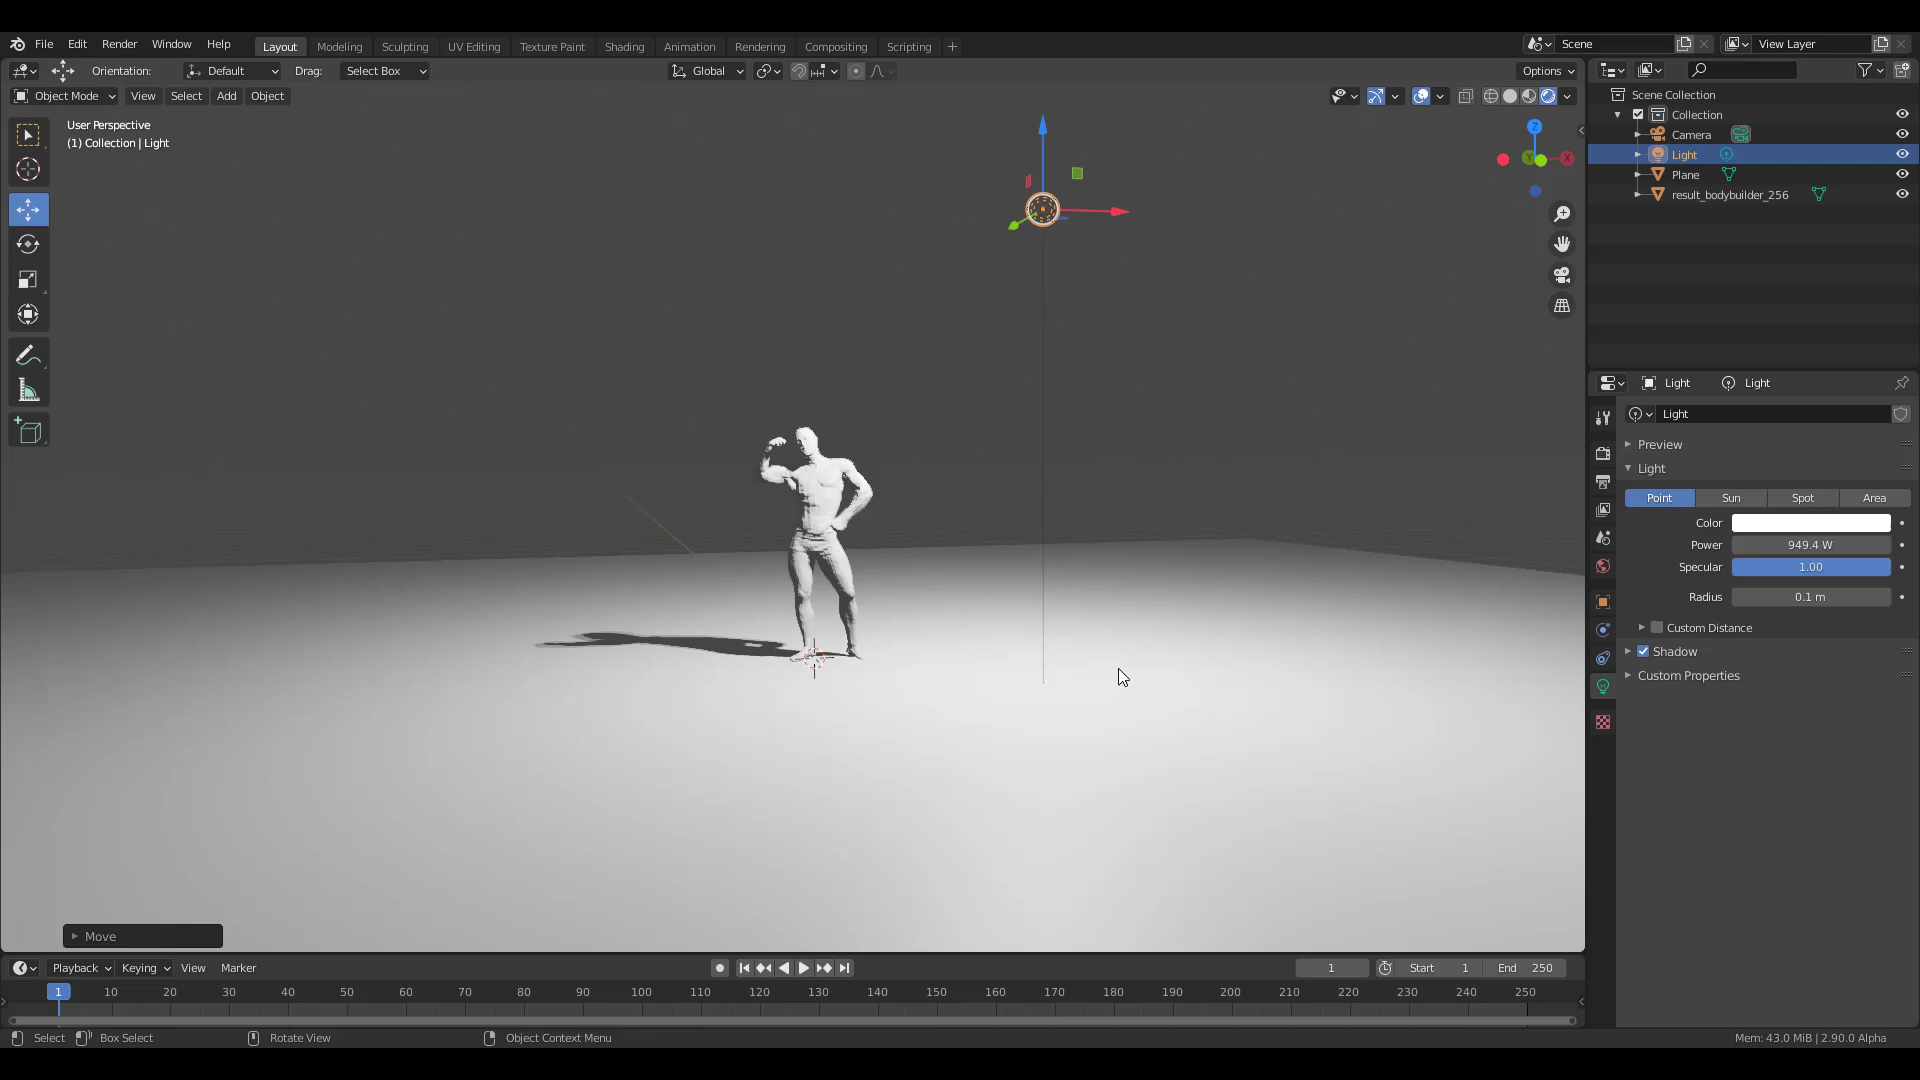 File Edit Render Window Help Layout Modeling Sculpting UV Editing Texture Paint Shading Animation Rendering Compositing Scripting + Scene View Layer
Orientation: Default Drag: Select Box Global Options
Object Mode View Select Add Object
User Perspective
(1) Collection | Light
Z
Y
X
Move
Scene Collection
Collection
Camera
Light
Plane
result_bodybuilder_256
Light Light
Light
Preview
Light
Point Sun Spot Area
Color
Power 949.4 W
Specular 1.00
Radius 0.1 m
Custom Distance
Shadow
Custom Properties
Playback Keying View Marker 1 Start 1 End 250
1 10 20 30 40 50 60 70 80 90 100 110 120 130 140 150 160 170 180 190 200 210 220 230 240 250
Select Box Select Rotate View Object Context Menu Mem: 43.0 MiB | 2.90.0 Alpha